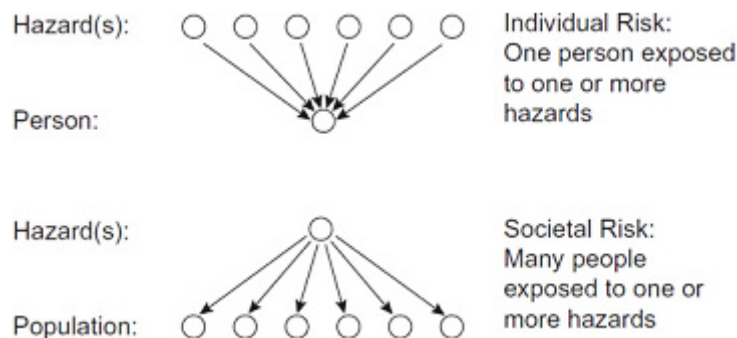 Hazard(s):
Person:
Individual Risk:
One person exposed
to one or more
hazards
Hazard(s):
Population:
Societal Risk:
Many people
exposed to one or
more hazards